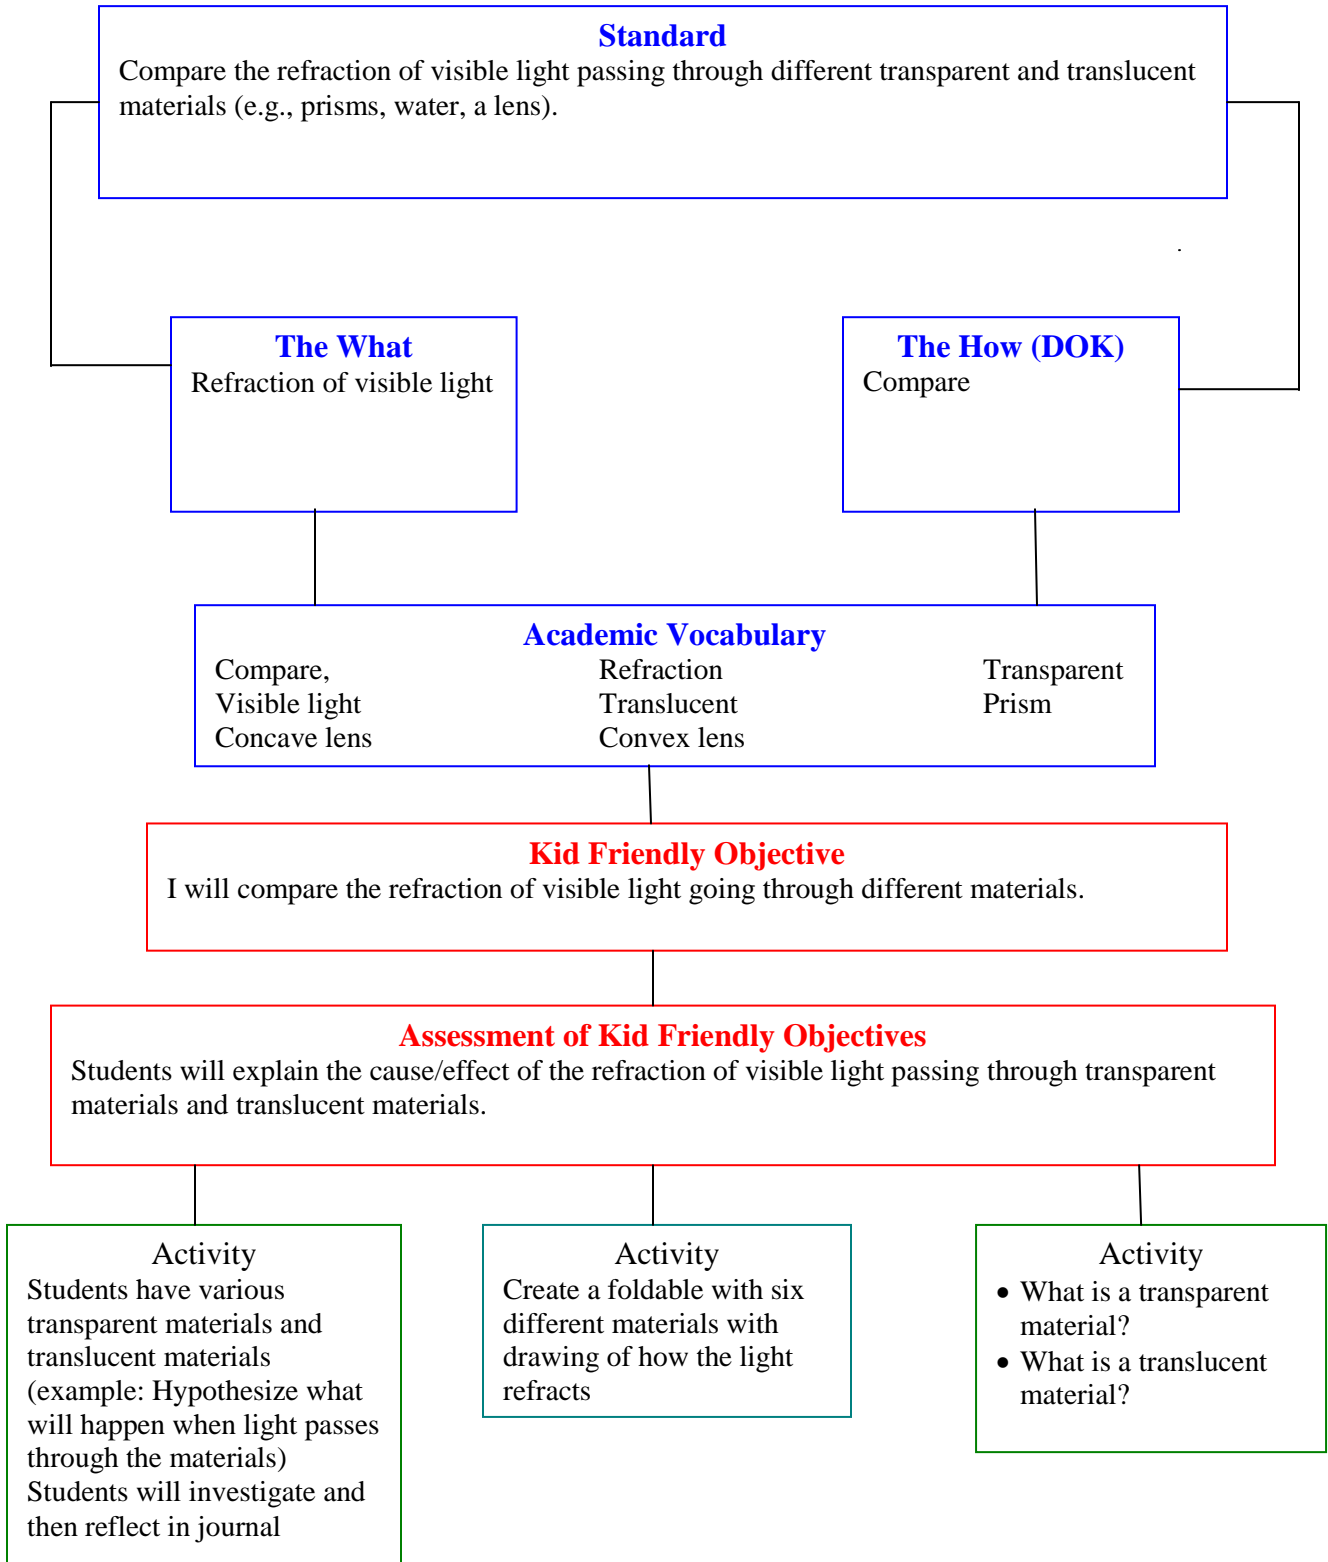 Standard
Compare the refraction of visible light passing through different transparent and translucent
materials (e.g., prisms, water, a lens).
.
The What
Refraction of visible light
The How (DOK)
Compare
Academic Vocabulary
Compare, Refraction Transparent
Visible light Translucent Prism
Concave lens Convex lens
Kid Friendly Objective
I will compare the refraction of visible light going through different materials.
Assessment of Kid Friendly Objectives
Students will explain the cause/effect of the refraction of visible light passing through transparent
materials and translucent materials.
Activity
Students have various
transparent materials and
translucent materials
(example: Hypothesize what
will happen when light passes
through the materials)
Students will investigate and
then reflect in journal
Activity
Create a foldable with six
different materials with
drawing of how the light
refracts
Activity
• What is a transparent
material?
• What is a translucent
material?